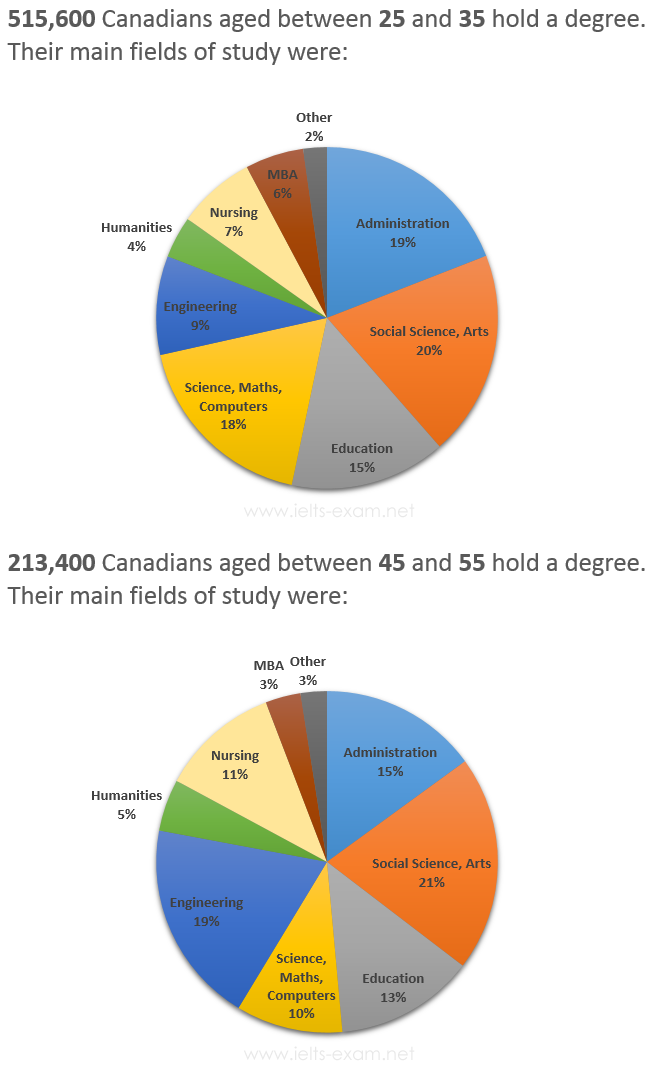 515,600 Canadians aged between 25 and 35 hold a degree.
Their main fields of study were:
Other
2%
MBA
6%
Administration
19%
Nursing
7%
Humanities
4%
Engineering
9%
Social Science, Arts
20%
Science, Maths,
Computers
18%
Education
15%
www.ielts-exam.net
213,400 Canadians aged between 45 and 55 hold a degree.
Their main fields of study were:
MBA
3%
Other
3%
Administration
15%
Nursing
11%
Humanities
5%
Social Science, Arts
21%
Engineering
19%
Science,
Maths,
Computers
10%
Education
13%
www.ielts-exam.net